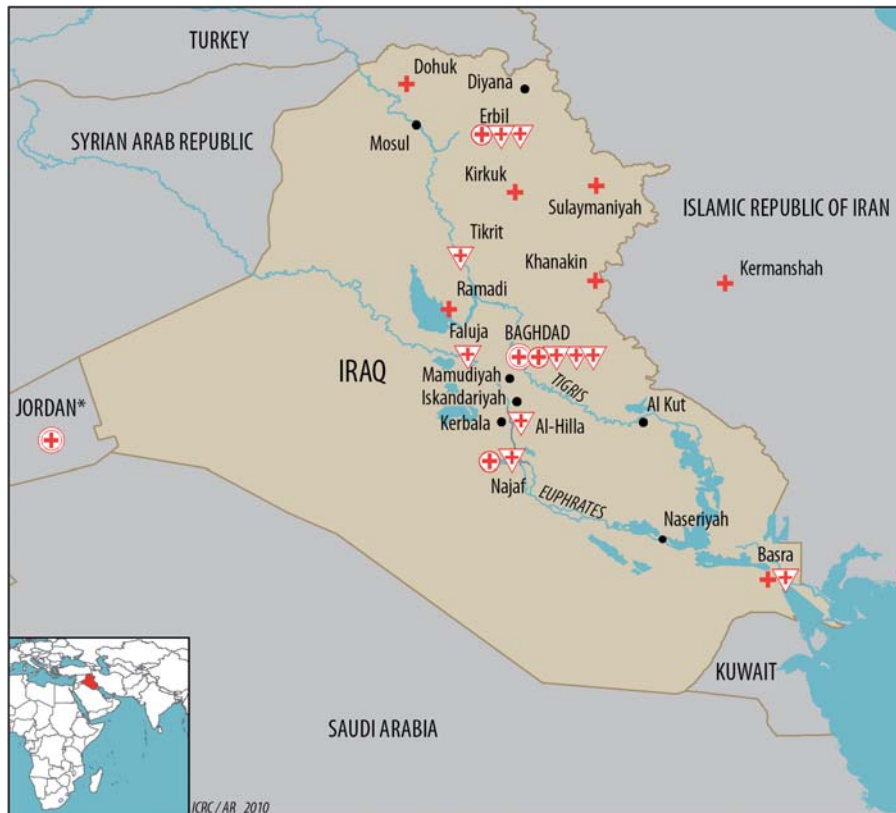 TURKEY
Dohuk
Diyana
SYRIAN ARAB REPUBLIC
Mosul
Erbil
Kirkuk
Sulaymaniyah
ISLAMIC REPUBLIC OF IRAN
Tikrit
Khanakin
Kermanshah
Ramadi
Faluja
BAGHDAD
IRAQ
Mamudiyah
TIGRIS
Iskandariyah
JORDAN*
Kerbala
Al-Hilla
Al Kut
Najaf
EUPHRATES
Naseriyah
Basra
KUWAIT
SAUDI ARABIA
ICRC / AR 2010